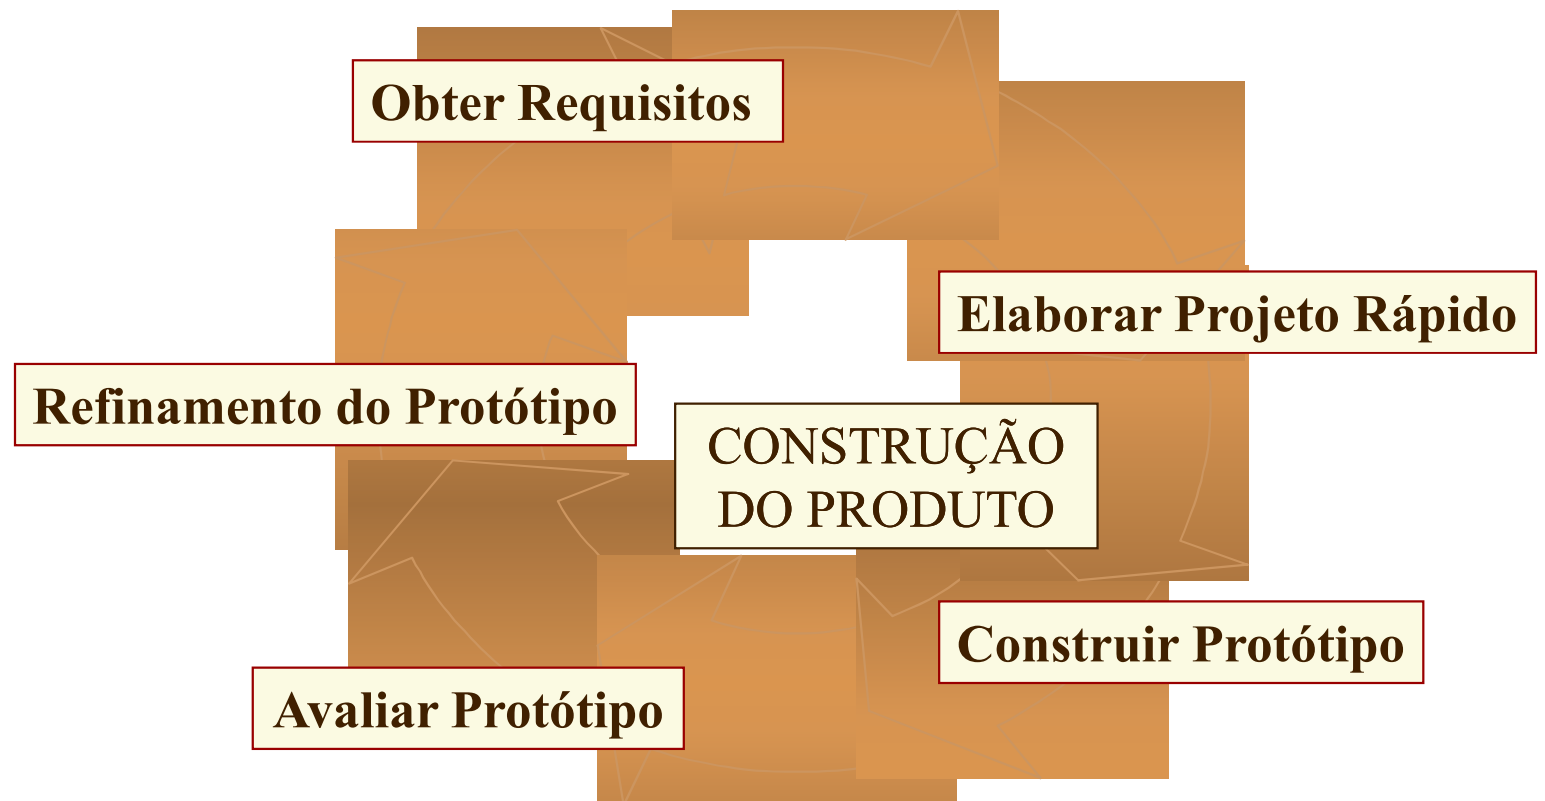 Obter Requisitos
Elaborar Projeto Rápido
Refinamento do Protótipo
CONSTRUÇÃO
DO PRODUTO
Construir Protótipo
Avaliar Protótipo